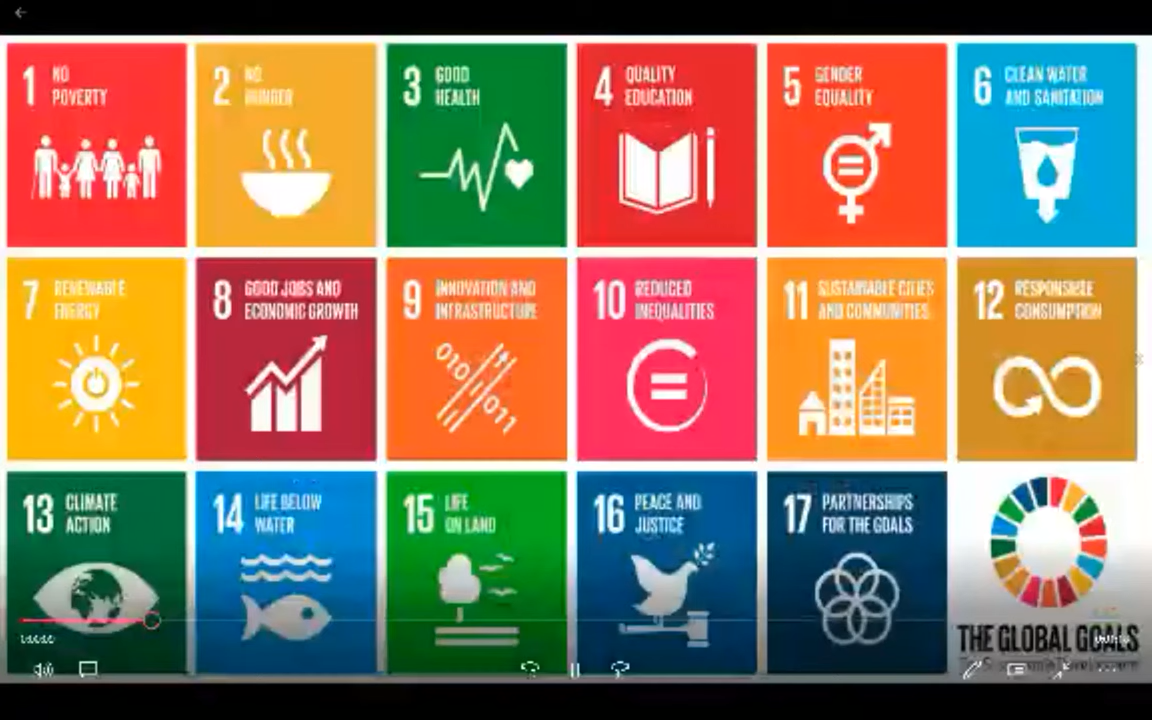 1 NO
POVERTY
2 NO
HUNGER
3 GOOD
HEALTH
4 QUALITY
EDUCATION
5 GENDER
EQUALITY
6 CLEAN WATER
AND SANITATION
7 RENEWABLE
ENERGY
8 GOOD JOBS AND
ECONOMIC GROWTH
9 INNOVATION AND
INFRASTRUCTURE
010
011
10 REDUCED
INEQUALITIES
11 SUSTAINABLE CITIES
AND COMMUNITIES
12 RESPONSIBLE
CONSUMPTION
13 CLIMATE
ACTION
14 LIFE BELOW
WATER
15 LIFE
ON LAND
16 PEACE AND
JUSTICE
17 PARTNERSHIPS
FOR THE GOALS
THE GLOBAL GOALS